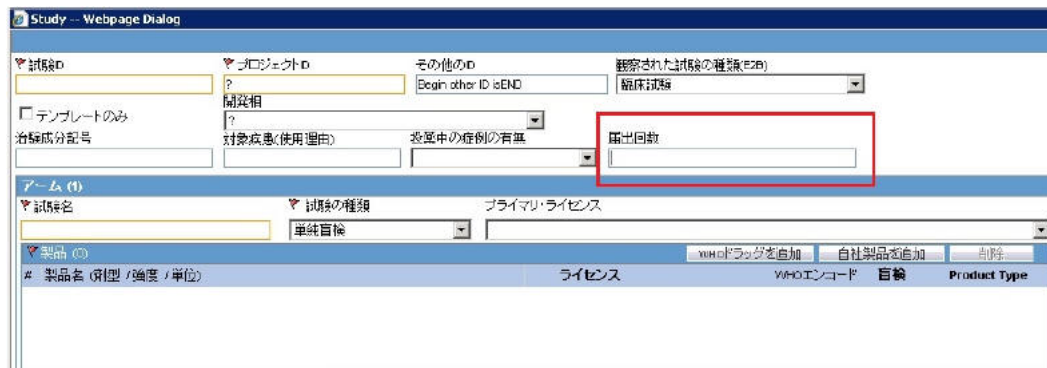 Study -- Webpage Dialog
試験ID プロジェクトID その他のID 観察された試験の種類(E2B)
? Begin other ID isEND 臨床試験
開発相
テンプレートのみ ?
治験成分記号 対象疾患(使用理由) 投薬中の症例の有無 届出回数
アーム (1)
試験名 試験の種類 プライマリ・ライセンス
単純盲検
製品 (0) WHOドラッグを追加 自社製品を追加 削除
# 製品名 (剤型 / 強度 / 単位) ライセンス WHOエンコード 盲検 Product Type